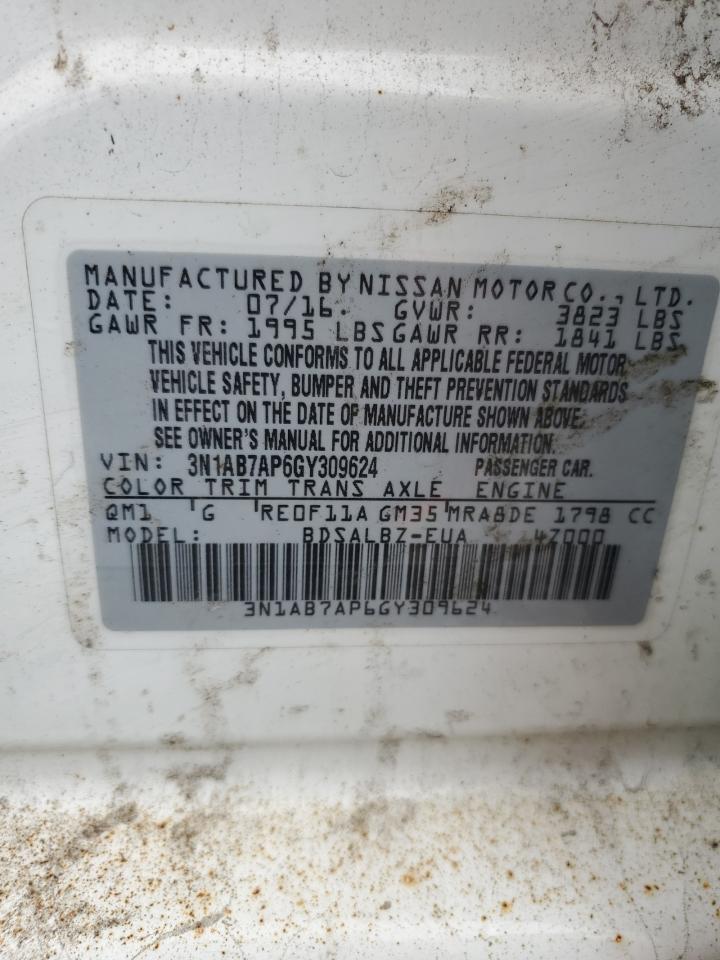 MANUFACTURED BY NISSAN MOTOR CO., LTD.
DATE: 07/16. GVWR: 3823 LBS
GAWR FR: 1995 LBS GAWR RR: 1841 LBS
THIS VEHICLE CONFORMS TO ALL APPLICABLE FEDERAL MOTOR
VEHICLE SAFETY, BUMPER AND THEFT PREVENTION STANDARDS
IN EFFECT ON THE DATE OF MANUFACTURE SHOWN ABOVE.
SEE OWNER'S MANUAL FOR ADDITIONAL INFORMATION.
VIN: 3N1AB7AP6GY309624 PASSENGER CAR.
COLOR TRIM TRANS AXLE ENGINE
QM1 G RE0F11A GM35 MRA8DE 1798 CC
MODEL: BDSALBZ-EUA 4Z000
3N1AB7AP6GY309624